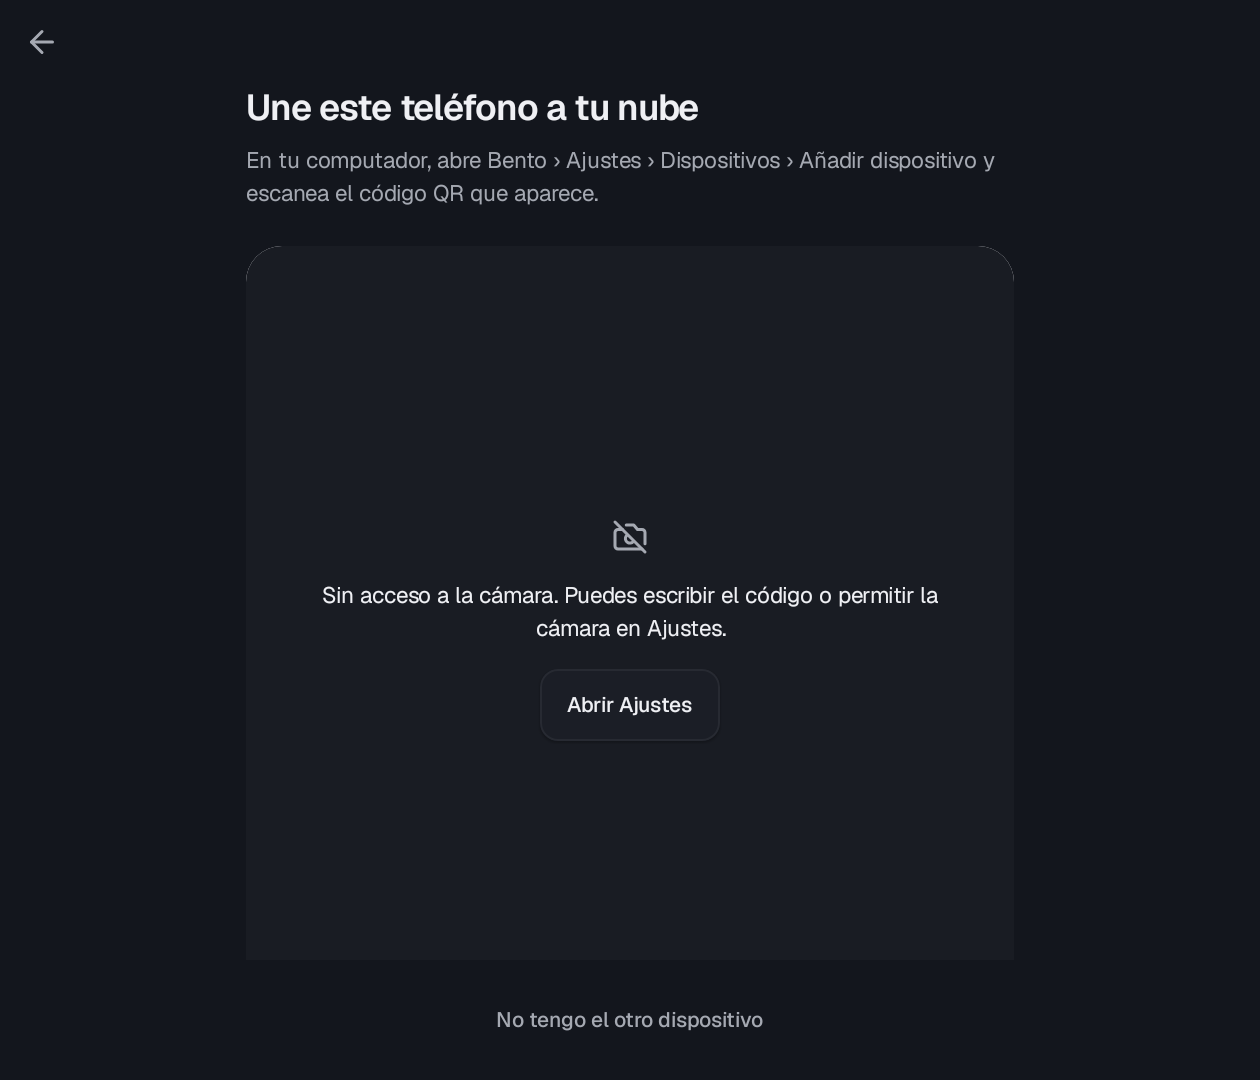 Une este teléfono a tu nube
En tu computador, abre Bento › Ajustes › Dispositivos › Añadir dispositivo y
escanea el código QR que aparece.
Sin acceso a la cámara. Puedes escribir el código o permitir la
cámara en Ajustes.
Abrir Ajustes
No tengo el otro dispositivo